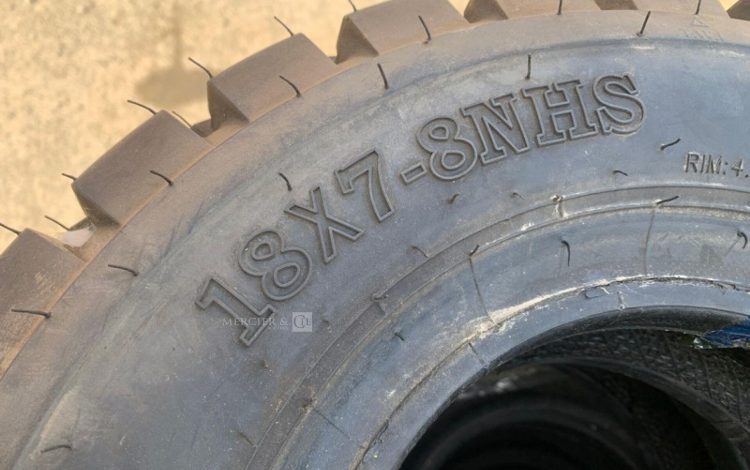 18X7-8NHS
RIM:4.
MERCIER & CIE